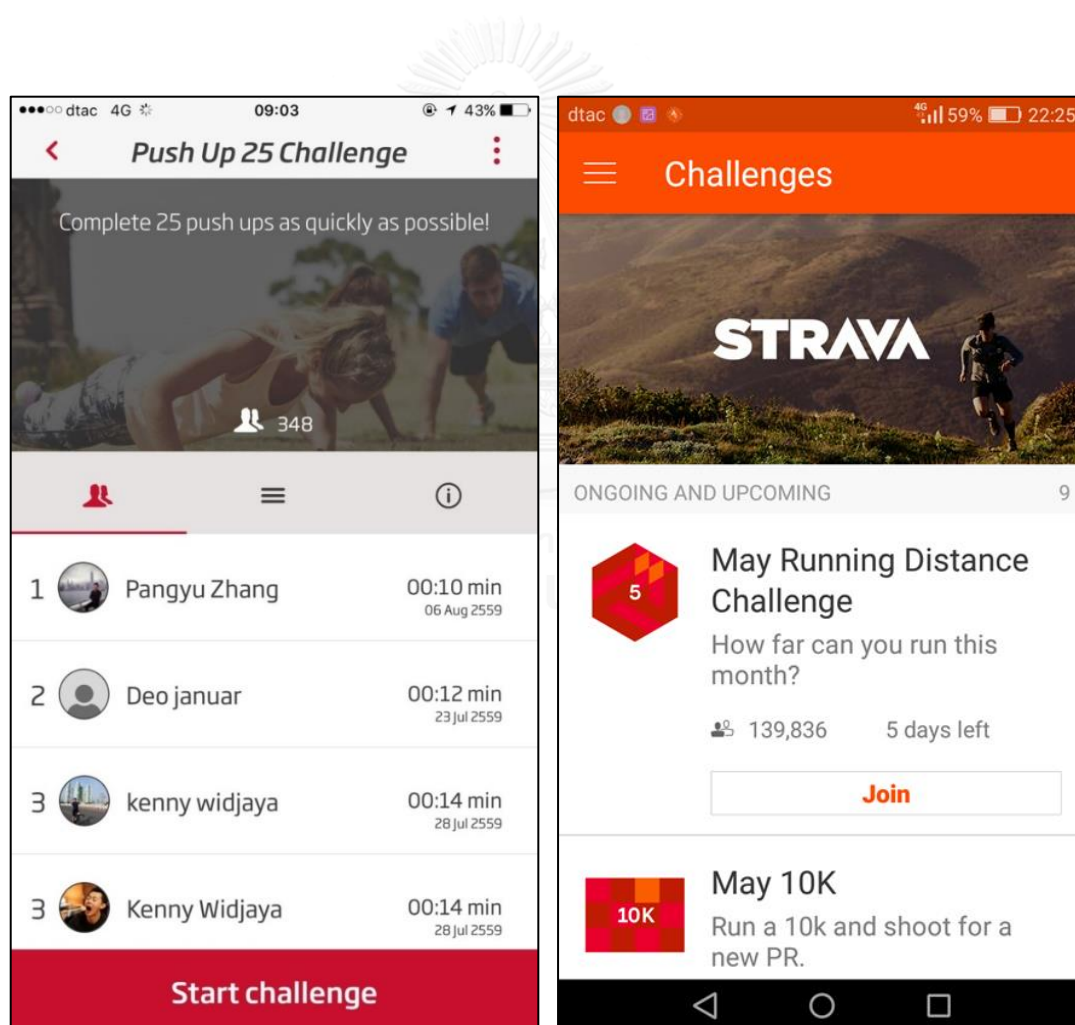 dtac 4G 09:03 43%
Push Up 25 Challenge
Complete 25 push ups as quickly as possible!
348
1 Pangyu Zhang 00:10 min
06 Aug 2559
2 Deo januar 00:12 min
23 Jul 2559
3 kenny widjaya 00:14 min
28 Jul 2559
3 Kenny Widjaya 00:14 min
28 Jul 2559
Start challenge
dtac 4G 59% 22:25
Challenges
STRAVA
ONGOING AND UPCOMING 9
5
May Running Distance
Challenge
How far can you run this
month?
139,836 5 days left
Join
10K
May 10K
Run a 10k and shoot for a
new PR.